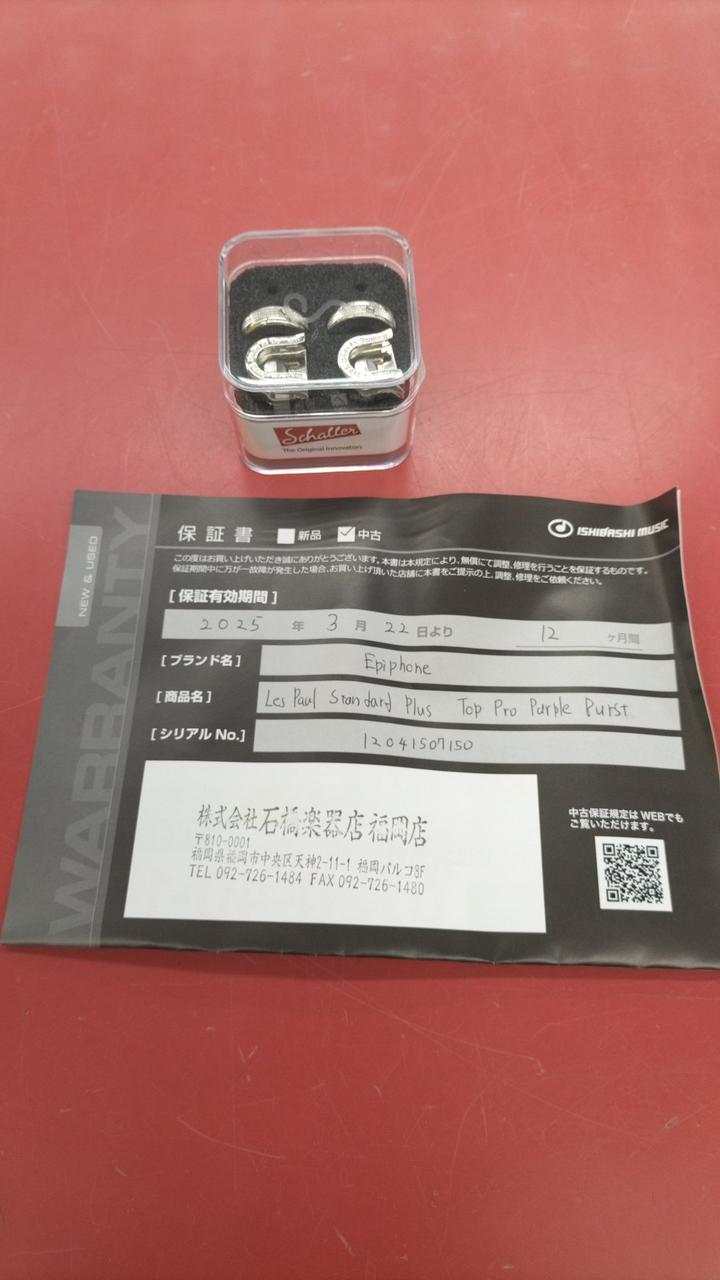 Schaller
The Original Innovators
NEW & USED
WARRANTY
保証書 新品 中古
ISHIBASHI MUSIC
この度はお買い上げいただき誠にありがとうございます。本書は本規定により、無償にて調整、修理を行うことを保証するものです。
保証期間中に万が一故障が発生した場合、お買い上げ頂いた店舗に本書をご提示の上、調整、修理をご依頼ください。
[保証有効期間]
2025 年 3 月 22 日より 12 ヶ月間
[ブランド名] Epiphone
[商品名] Les Paul Standard Plus Top Pro Purple Burst
[シリアル No.] 12041507150
株式会社石橋楽器店 福岡店
〒810-0001
福岡県福岡市中央区天神2-11-1 福岡パルコ8F
TEL 092-726-1484 FAX 092-726-1480
中古保証規定は WEBでも
ご覧いただけます。